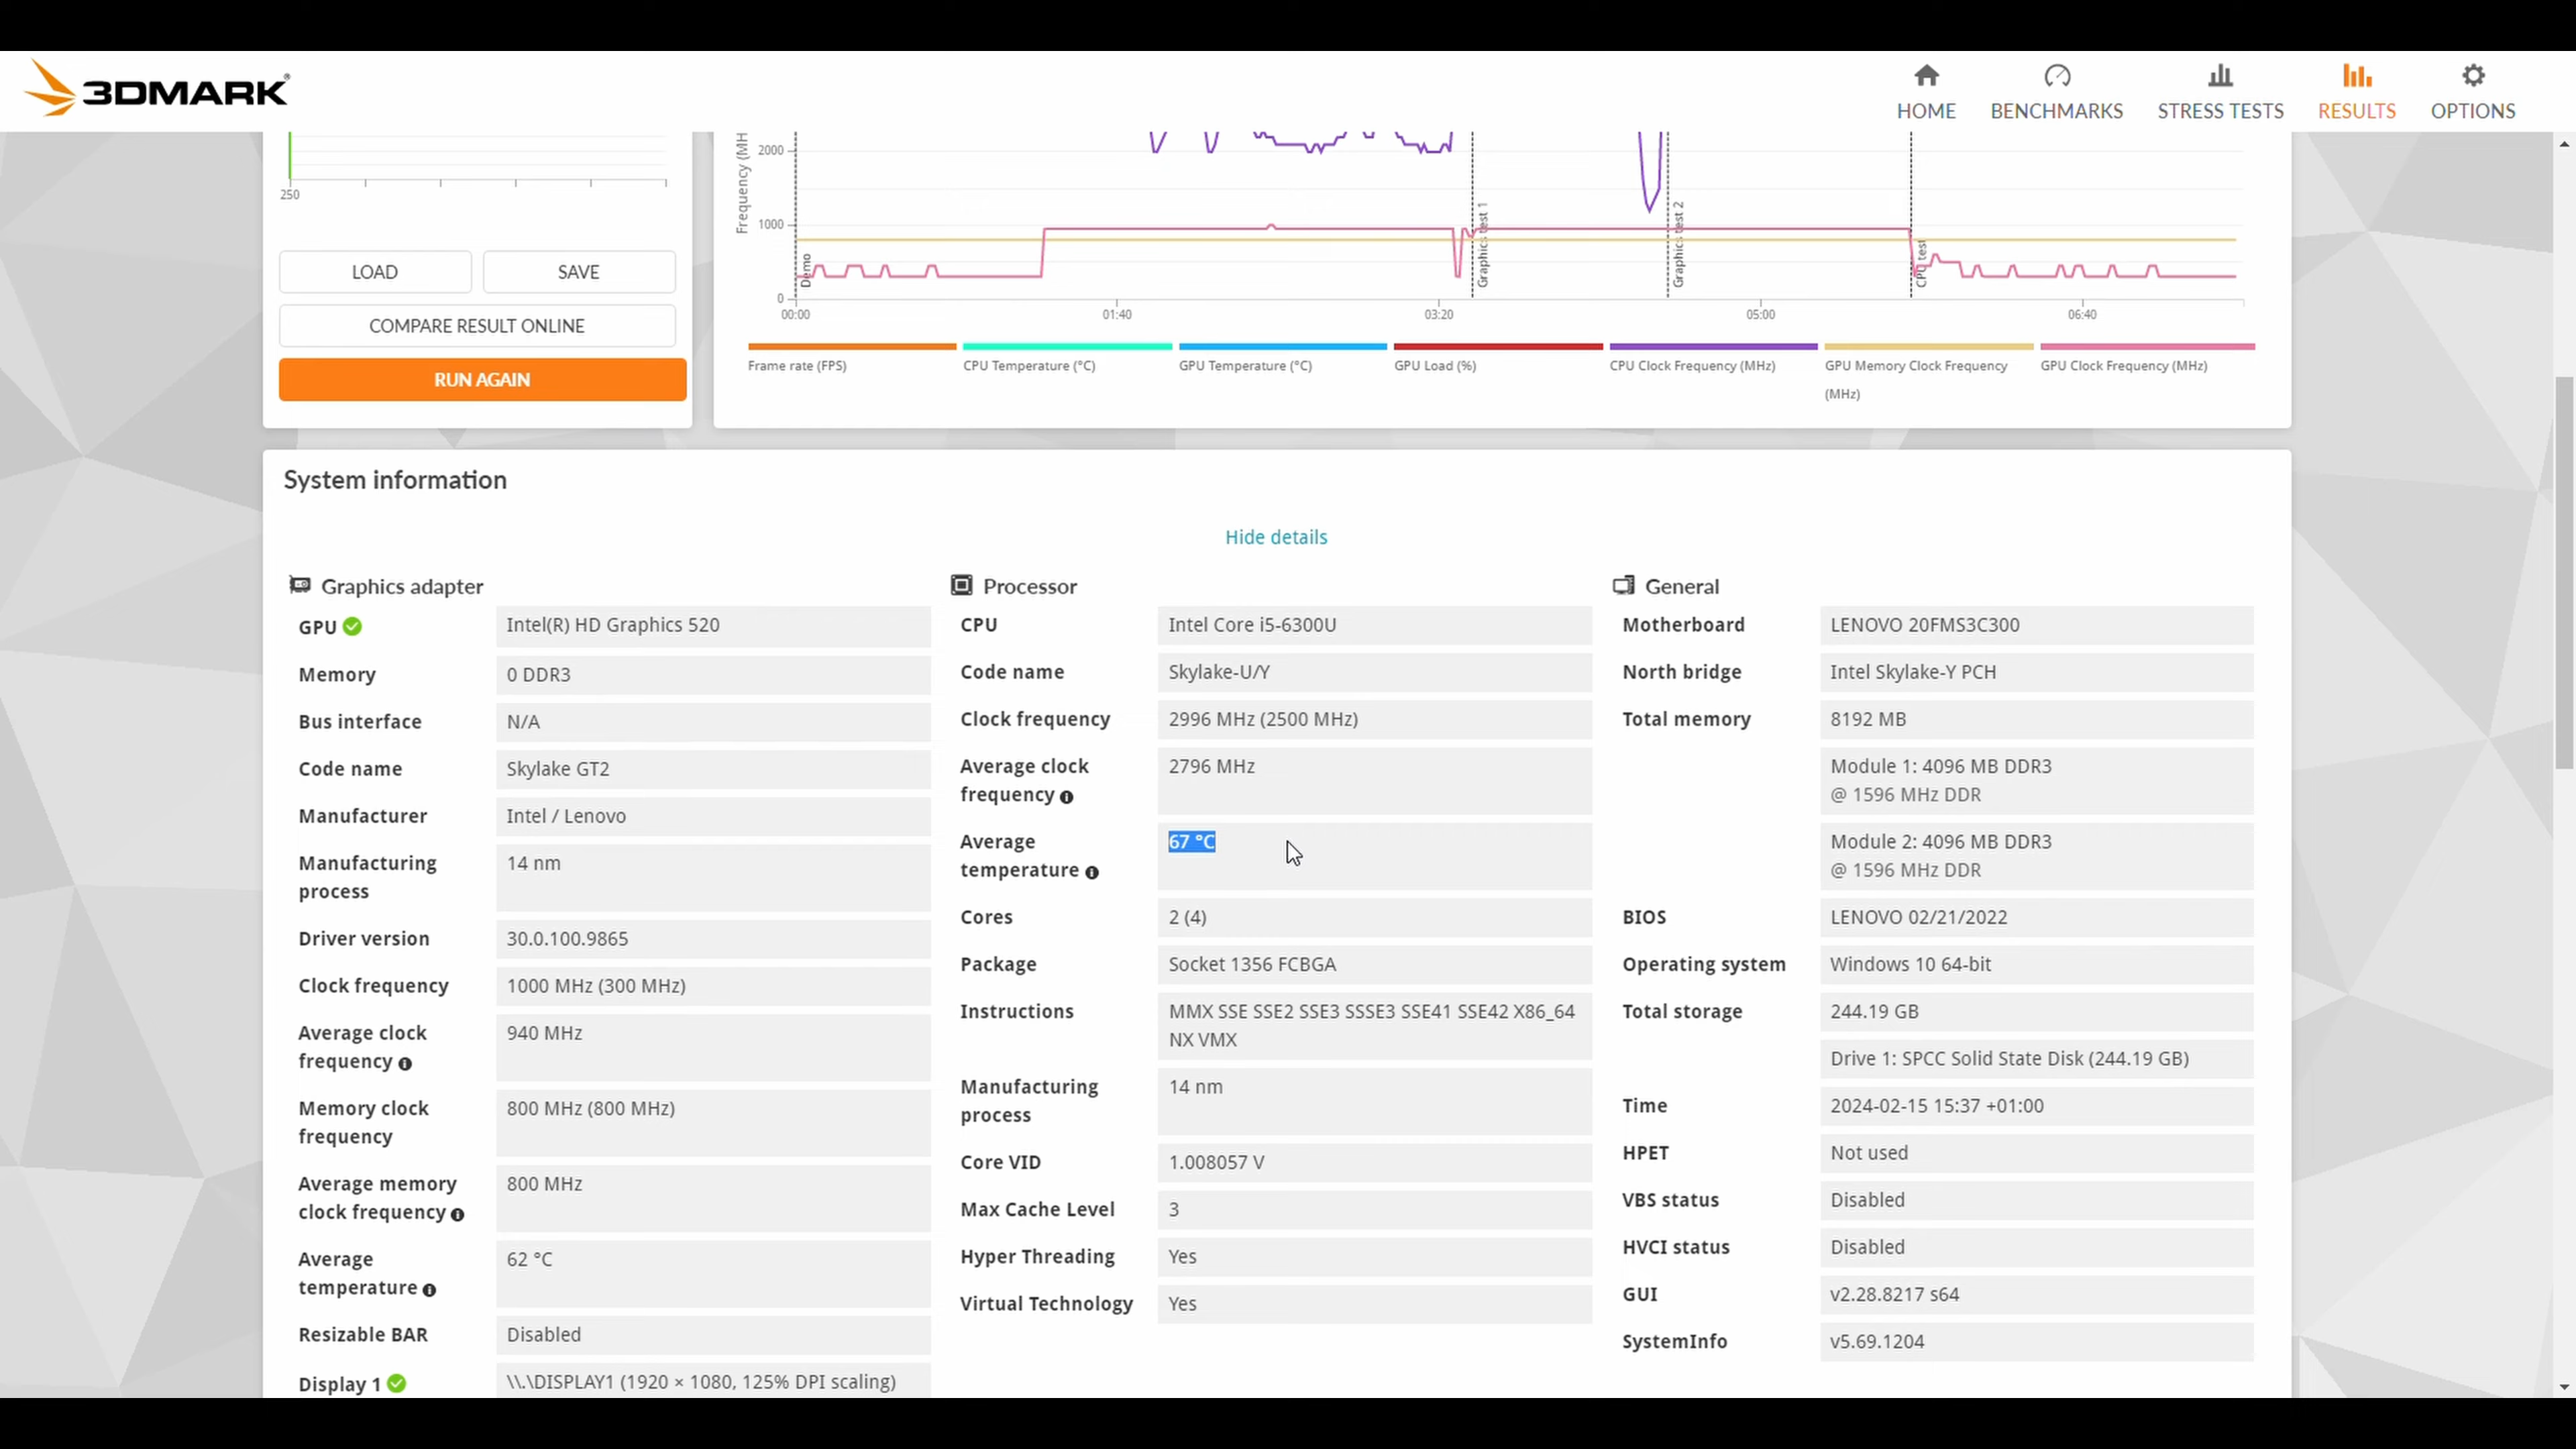 3DMARK
HOME
BENCHMARKS
STRESS TESTS
RESULTS
OPTIONS
250
LOAD
SAVE
COMPARE RESULT ONLINE
RUN AGAIN
Frequency (MH
2000
1000
0
Demo
Graphics test 1
Graphics test 2
CPU test
00:00
01:40
03:20
05:00
06:40
Frame rate (FPS)
CPU Temperature (°C)
GPU Temperature (°C)
GPU Load (%)
CPU Clock Frequency (MHz)
GPU Memory Clock Frequency
(MHz)
GPU Clock Frequency (MHz)
System information
Hide details
Graphics adapter
GPU Intel(R) HD Graphics 520
Memory 0 DDR3
Bus interface N/A
Code name Skylake GT2
Manufacturer Intel / Lenovo
Manufacturing 14 nm
process
Driver version 30.0.100.9865
Clock frequency 1000 MHz (300 MHz)
Average clock 940 MHz
frequency
Memory clock 800 MHz (800 MHz)
frequency
Average memory 800 MHz
clock frequency
Average 62 °C
temperature
Resizable BAR Disabled
Display 1 \\.\DISPLAY1 (1920 × 1080, 125% DPI scaling)
Processor
CPU Intel Core i5-6300U
Code name Skylake-U/Y
Clock frequency 2996 MHz (2500 MHz)
Average clock 2796 MHz
frequency
Average 67 °C
temperature
Cores 2 (4)
Package Socket 1356 FCBGA
Instructions MMX SSE SSE2 SSE3 SSSE3 SSE41 SSE42 X86_64
NX VMX
Manufacturing 14 nm
process
Core VID 1.008057 V
Max Cache Level 3
Hyper Threading Yes
Virtual Technology Yes
General
Motherboard LENOVO 20FMS3C300
North bridge Intel Skylake-Y PCH
Total memory 8192 MB
Module 1: 4096 MB DDR3
@ 1596 MHz DDR
Module 2: 4096 MB DDR3
@ 1596 MHz DDR
BIOS LENOVO 02/21/2022
Operating system Windows 10 64-bit
Total storage 244.19 GB
Drive 1: SPCC Solid State Disk (244.19 GB)
Time 2024-02-15 15:37 +01:00
HPET Not used
VBS status Disabled
HVCI status Disabled
GUI v2.28.8217 s64
SystemInfo v5.69.1204